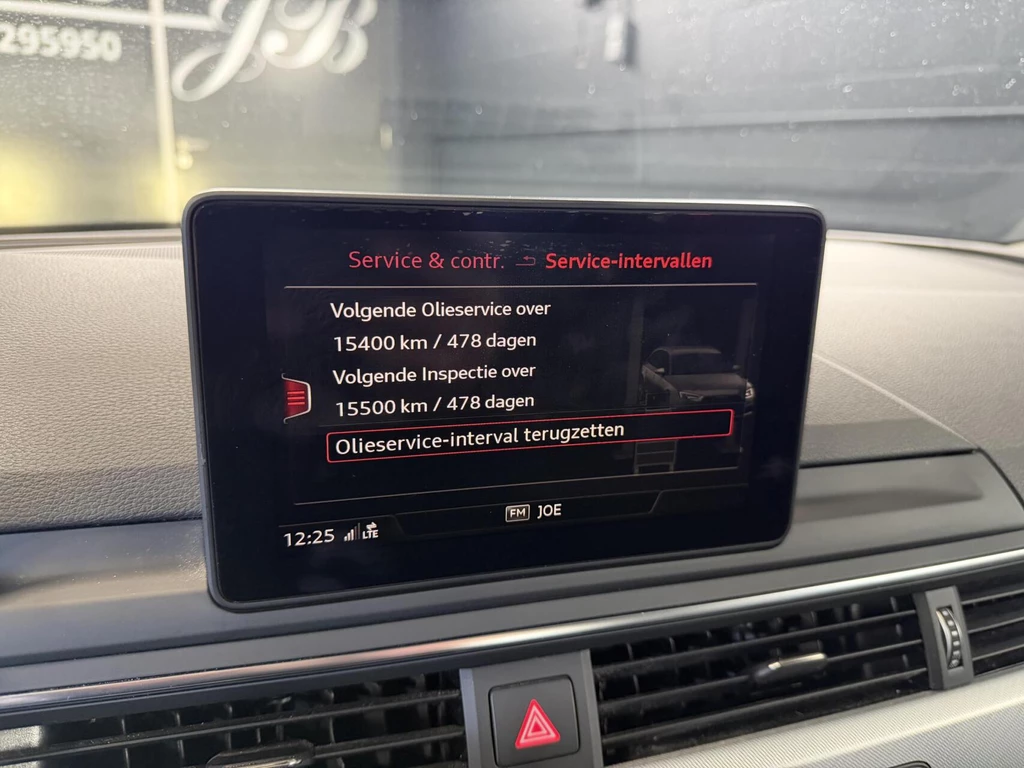 295950
JB
Service & contr. Service-intervallen
Volgende Olieservice over
15400 km / 478 dagen
Volgende Inspectie over
15500 km / 478 dagen
Olieservice-interval terugzetten
FM JOE
12:25 LTE